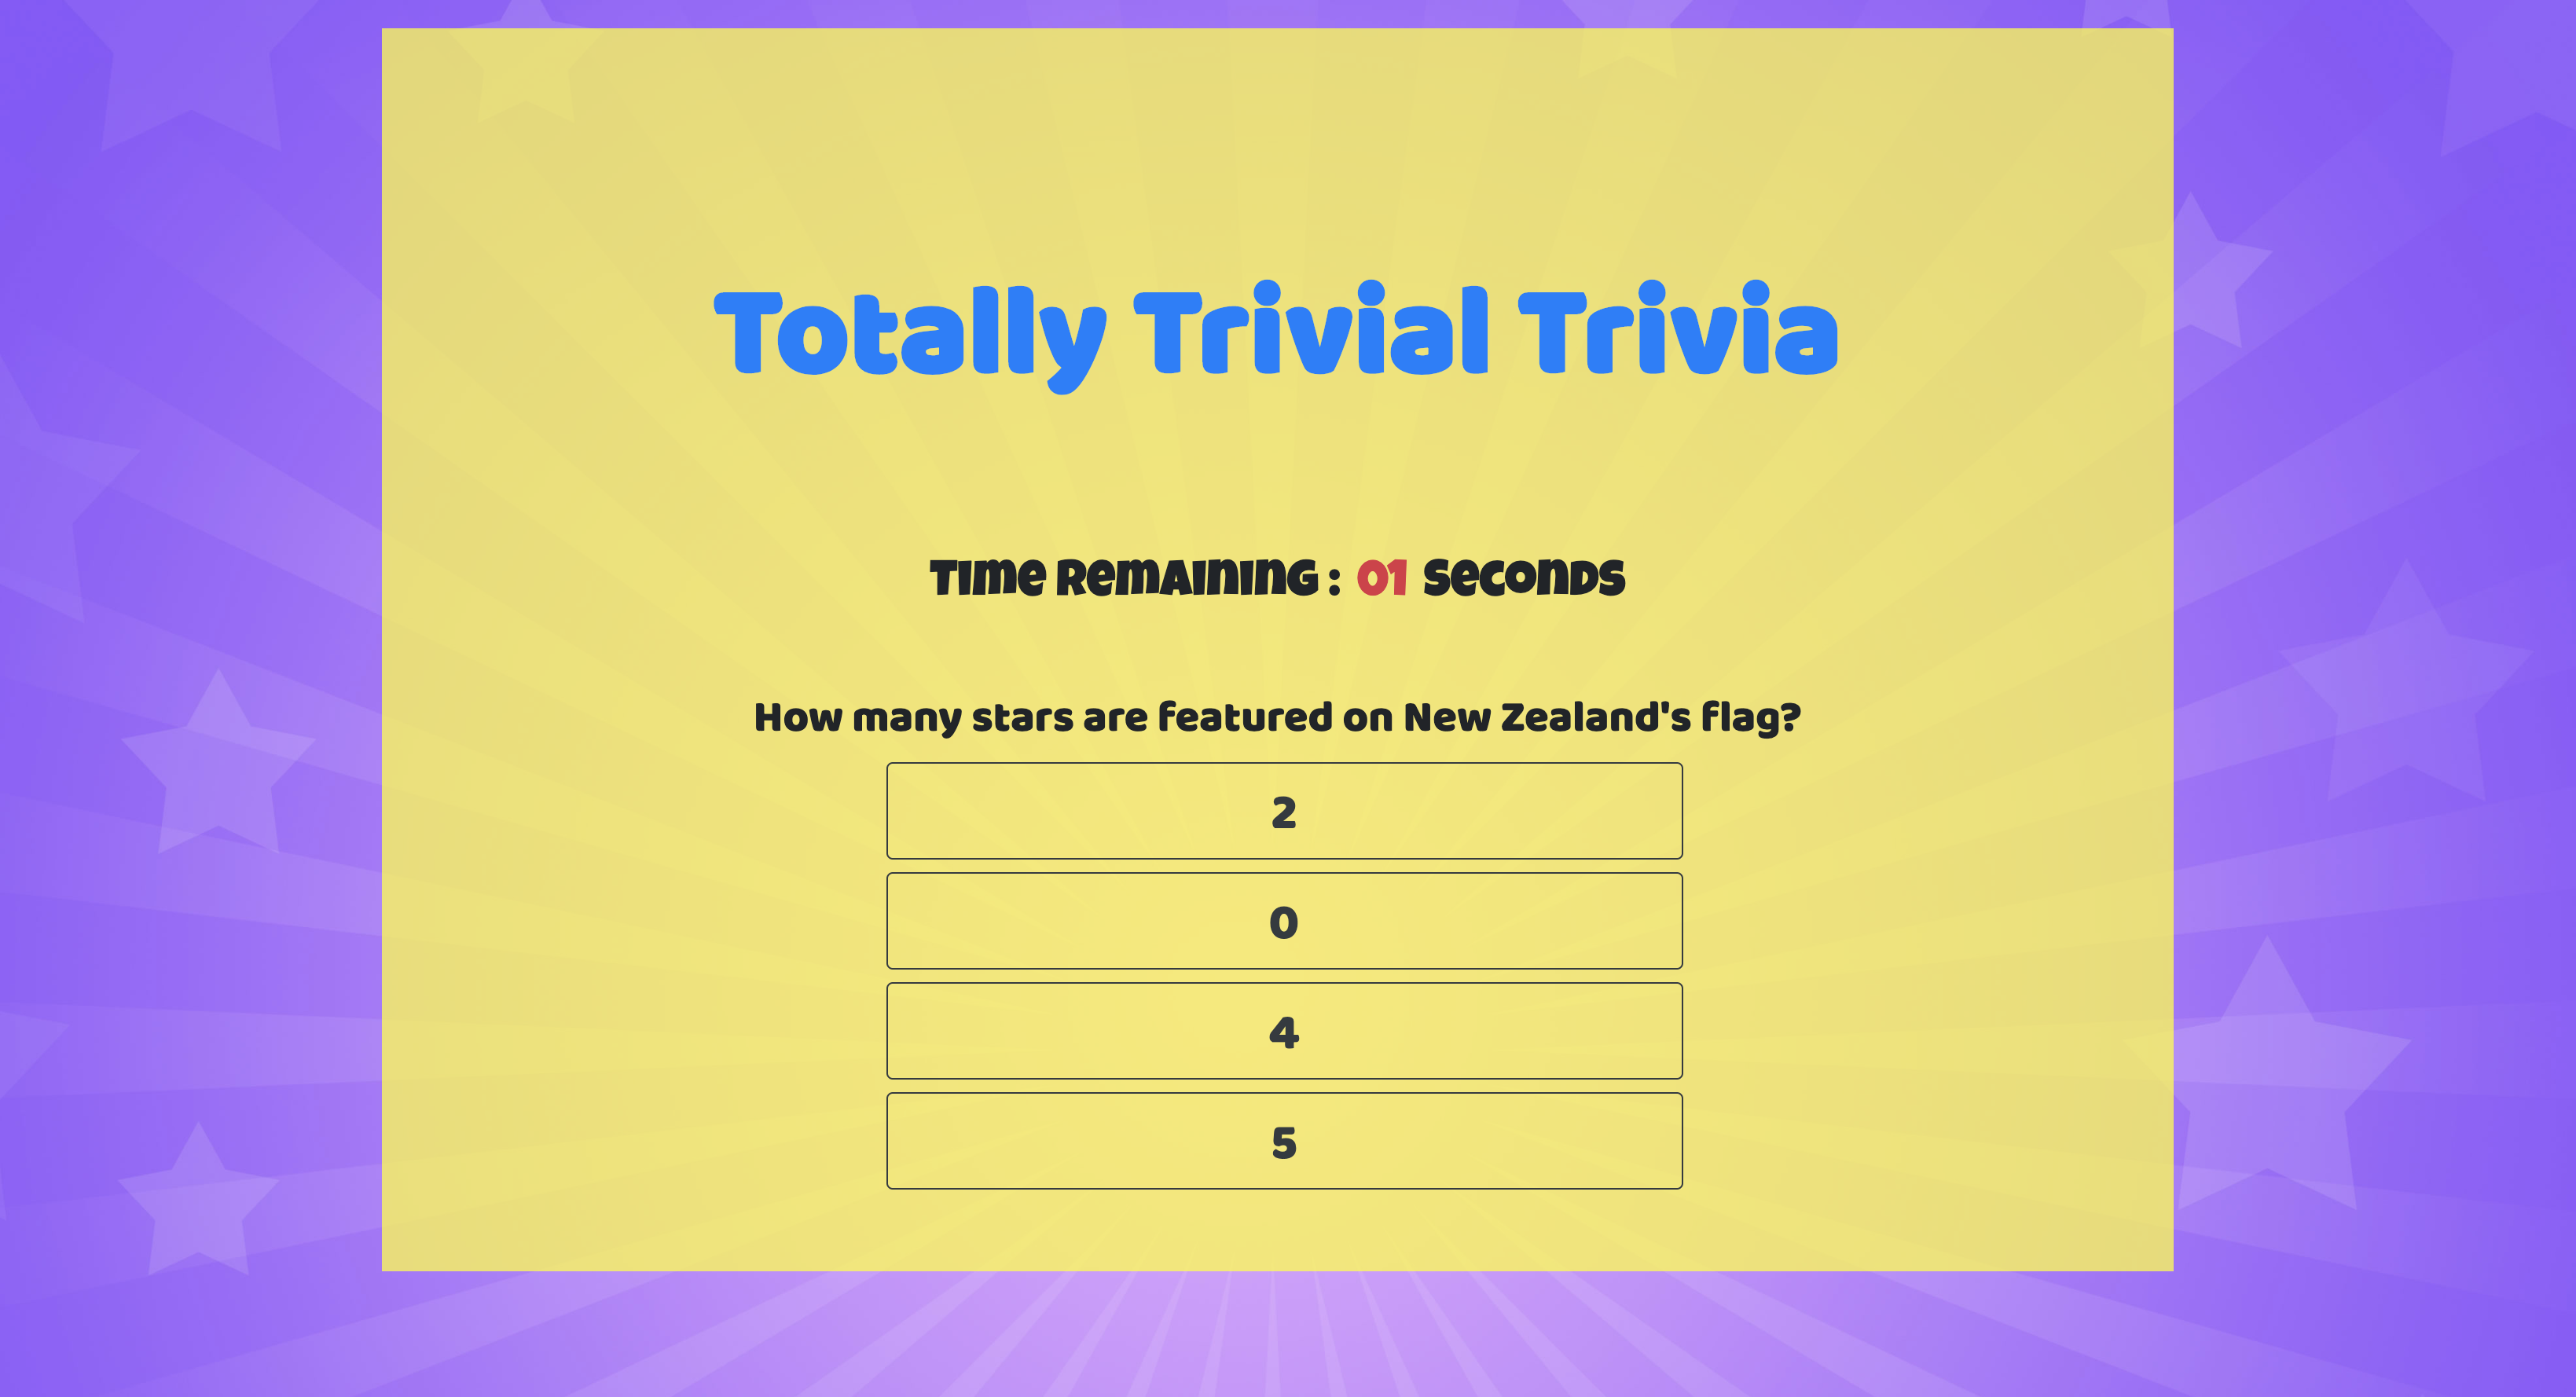 Totally Trivial Trivia
Time Remaining : 01 Seconds
How many stars are featured on New Zealand's flag?
2
0
4
5